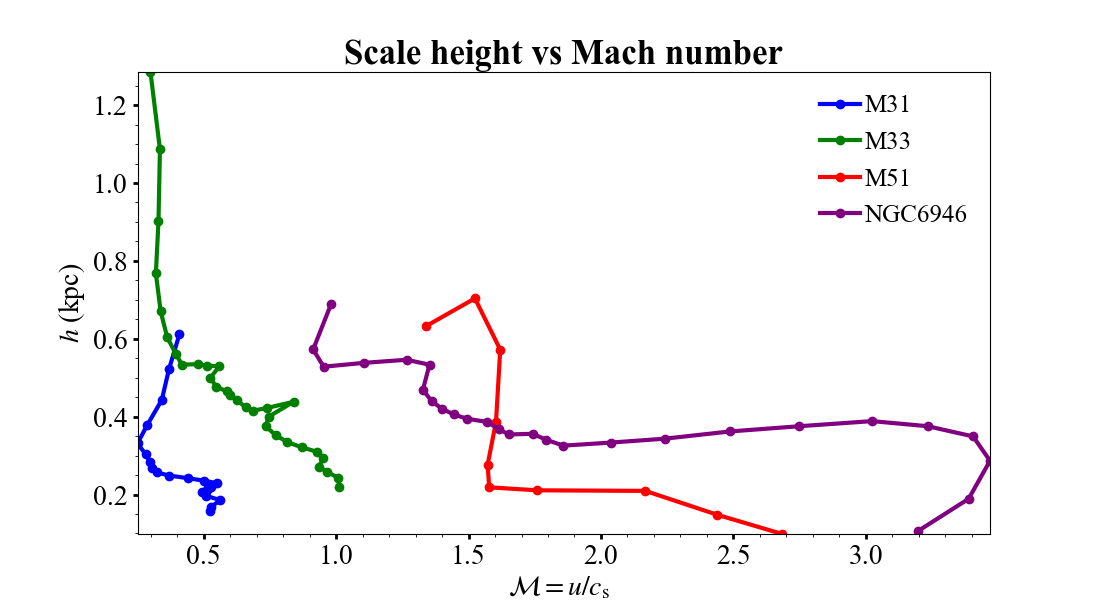 Scale height vs Mach number
M31
M33
M51
NGC6946
h (kpc)
1.2
1.0
0.8
0.6
0.4
0.2
0.5
1.0
1.5
2.0
2.5
3.0
ℳ = u/cₛ